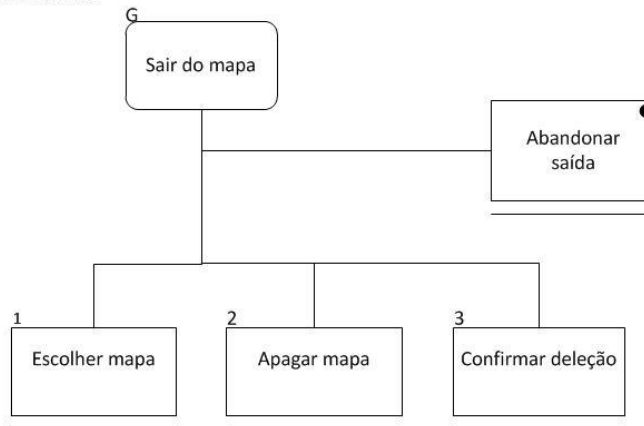 G
Sair do mapa
Abandonar
saída
1
2
3
Escolher mapa
Apagar mapa
Confirmar deleção